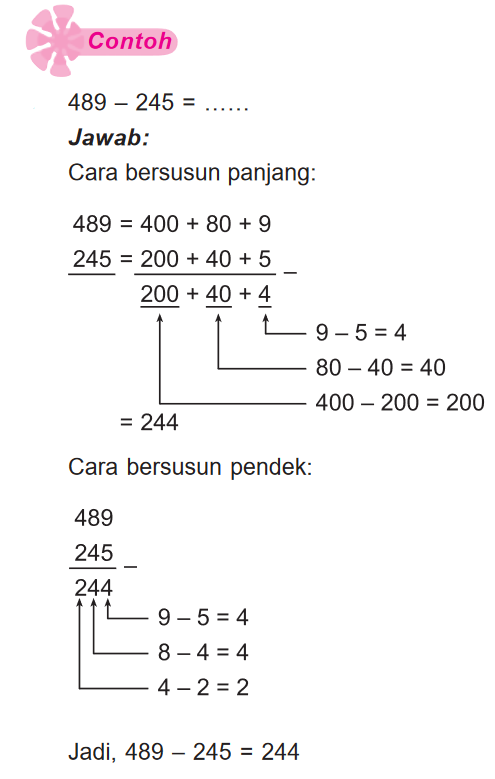 Contoh
489 – 245 = ……
Jawab:
Cara bersusun panjang:
489 = 400 + 80 + 9
245 = 200 + 40 + 5 –
200 + 40 + 4
9 – 5 = 4
80 – 40 = 40
400 – 200 = 200
= 244
Cara bersusun pendek:
489
245 –
244
9 – 5 = 4
8 – 4 = 4
4 – 2 = 2
Jadi, 489 – 245 = 244